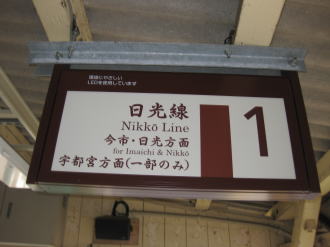 環境にやさしい
LEDを使用しています
日光線
Nikkō Line
今市・日光方面
for Imaichi & Nikkō
宇都宮方面(一部のみ)
1